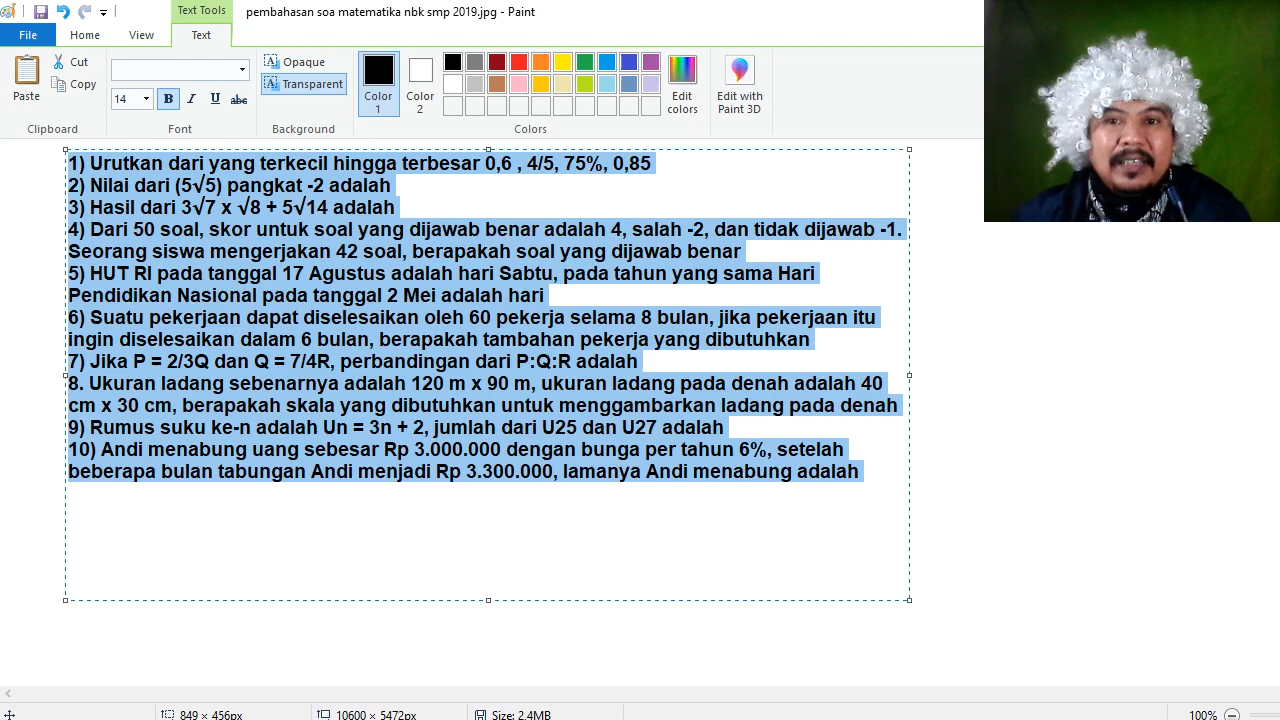 Text Tools
pembahasan soa matematika nbk smp 2019.jpg - Paint
File Home View Text
Paste Cut Copy
14 B I U abc
Opaque
Transparent
Color 1 Color 2
Edit colors
Edit with Paint 3D
Clipboard Font Background Colors
1) Urutkan dari yang terkecil hingga terbesar 0,6 , 4/5, 75%, 0,85
2) Nilai dari (5√5) pangkat -2 adalah
3) Hasil dari 3√7 x √8 + 5√14 adalah
4) Dari 50 soal, skor untuk soal yang dijawab benar adalah 4, salah -2, dan tidak dijawab -1.
Seorang siswa mengerjakan 42 soal, berapakah soal yang dijawab benar
5) HUT RI pada tanggal 17 Agustus adalah hari Sabtu, pada tahun yang sama Hari
Pendidikan Nasional pada tanggal 2 Mei adalah hari
6) Suatu pekerjaan dapat diselesaikan oleh 60 pekerja selama 8 bulan, jika pekerjaan itu
ingin diselesaikan dalam 6 bulan, berapakah tambahan pekerja yang dibutuhkan
7) Jika P = 2/3Q dan Q = 7/4R, perbandingan dari P:Q:R adalah
8. Ukuran ladang sebenarnya adalah 120 m x 90 m, ukuran ladang pada denah adalah 40
cm x 30 cm, berapakah skala yang dibutuhkan untuk menggambarkan ladang pada denah
9) Rumus suku ke-n adalah Un = 3n + 2, jumlah dari U25 dan U27 adalah
10) Andi menabung uang sebesar Rp 3.000.000 dengan bunga per tahun 6%, setelah
beberapa bulan tabungan Andi menjadi Rp 3.300.000, lamanya Andi menabung adalah
849 × 456px 10600 × 5472px Size: 2.4MB 100%